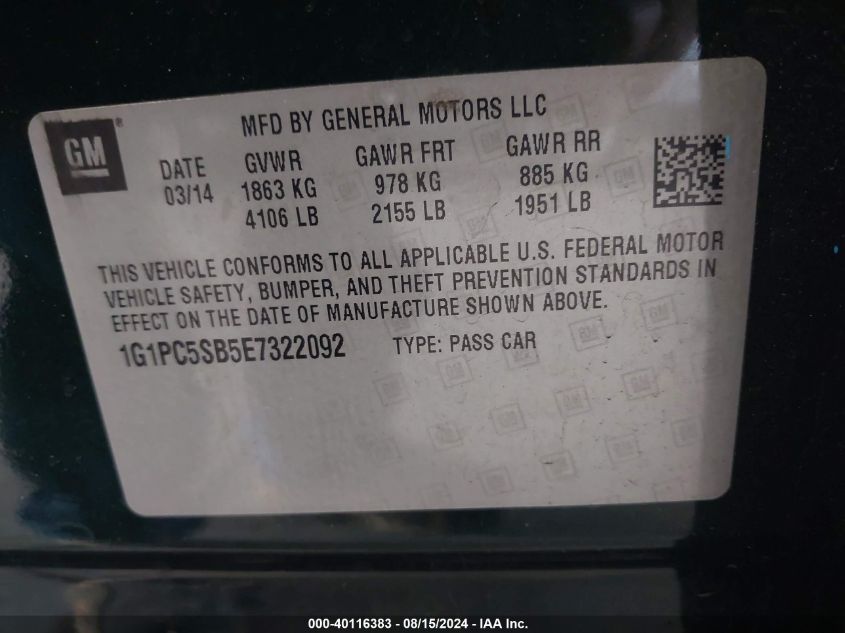 GM
MFD BY GENERAL MOTORS LLC
DATE GVWR GAWR FRT GAWR RR
03/14 1863 KG 978 KG 885 KG
4106 LB 2155 LB 1951 LB
THIS VEHICLE CONFORMS TO ALL APPLICABLE U.S. FEDERAL MOTOR
VEHICLE SAFETY, BUMPER, AND THEFT PREVENTION STANDARDS IN
EFFECT ON THE DATE OF MANUFACTURE SHOWN ABOVE.
1G1PC5SB5E7322092 TYPE: PASS CAR
000-40116383 - 08/15/2024 - IAA Inc.